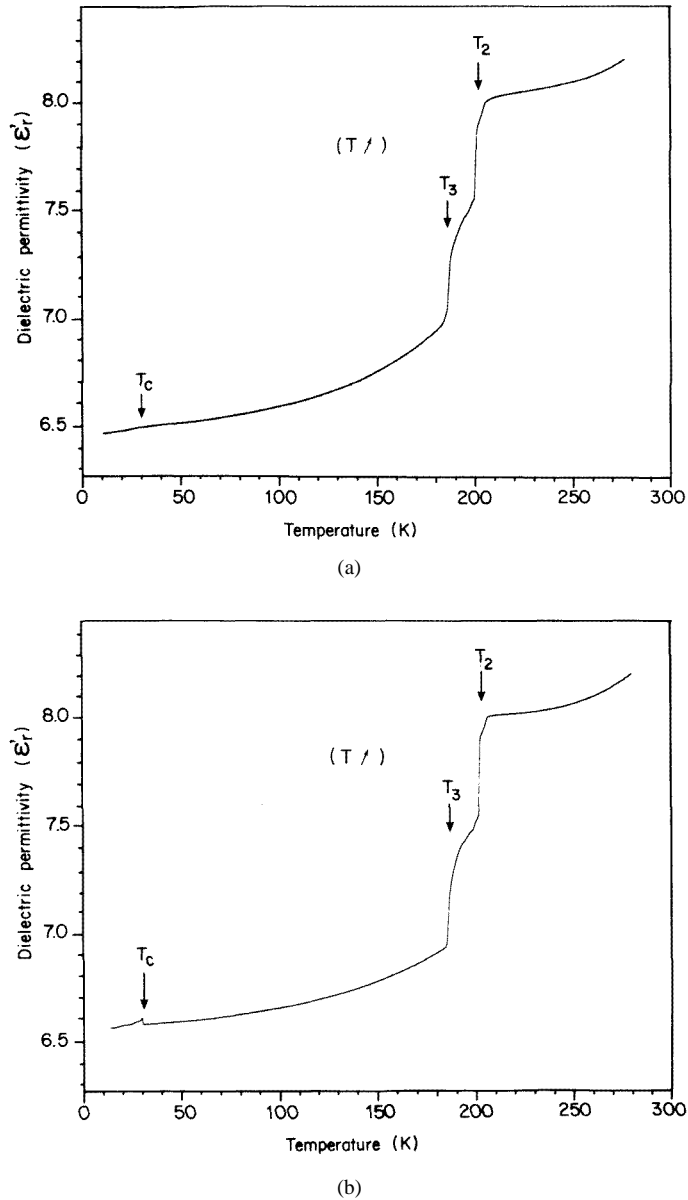 T₂
8.0
(T ↗)
T₃
7.5
7.0
T_C
6.5
Dielectric permittivity (ε'ᵣ)
0 50 100 150 200 250 300
Temperature (K)
(a)
T₂
8.0
(T ↗)
T₃
7.5
7.0
T_C
6.5
Dielectric permittivity (ε'ᵣ)
0 50 100 150 200 250 300
Temperature (K)
(b)